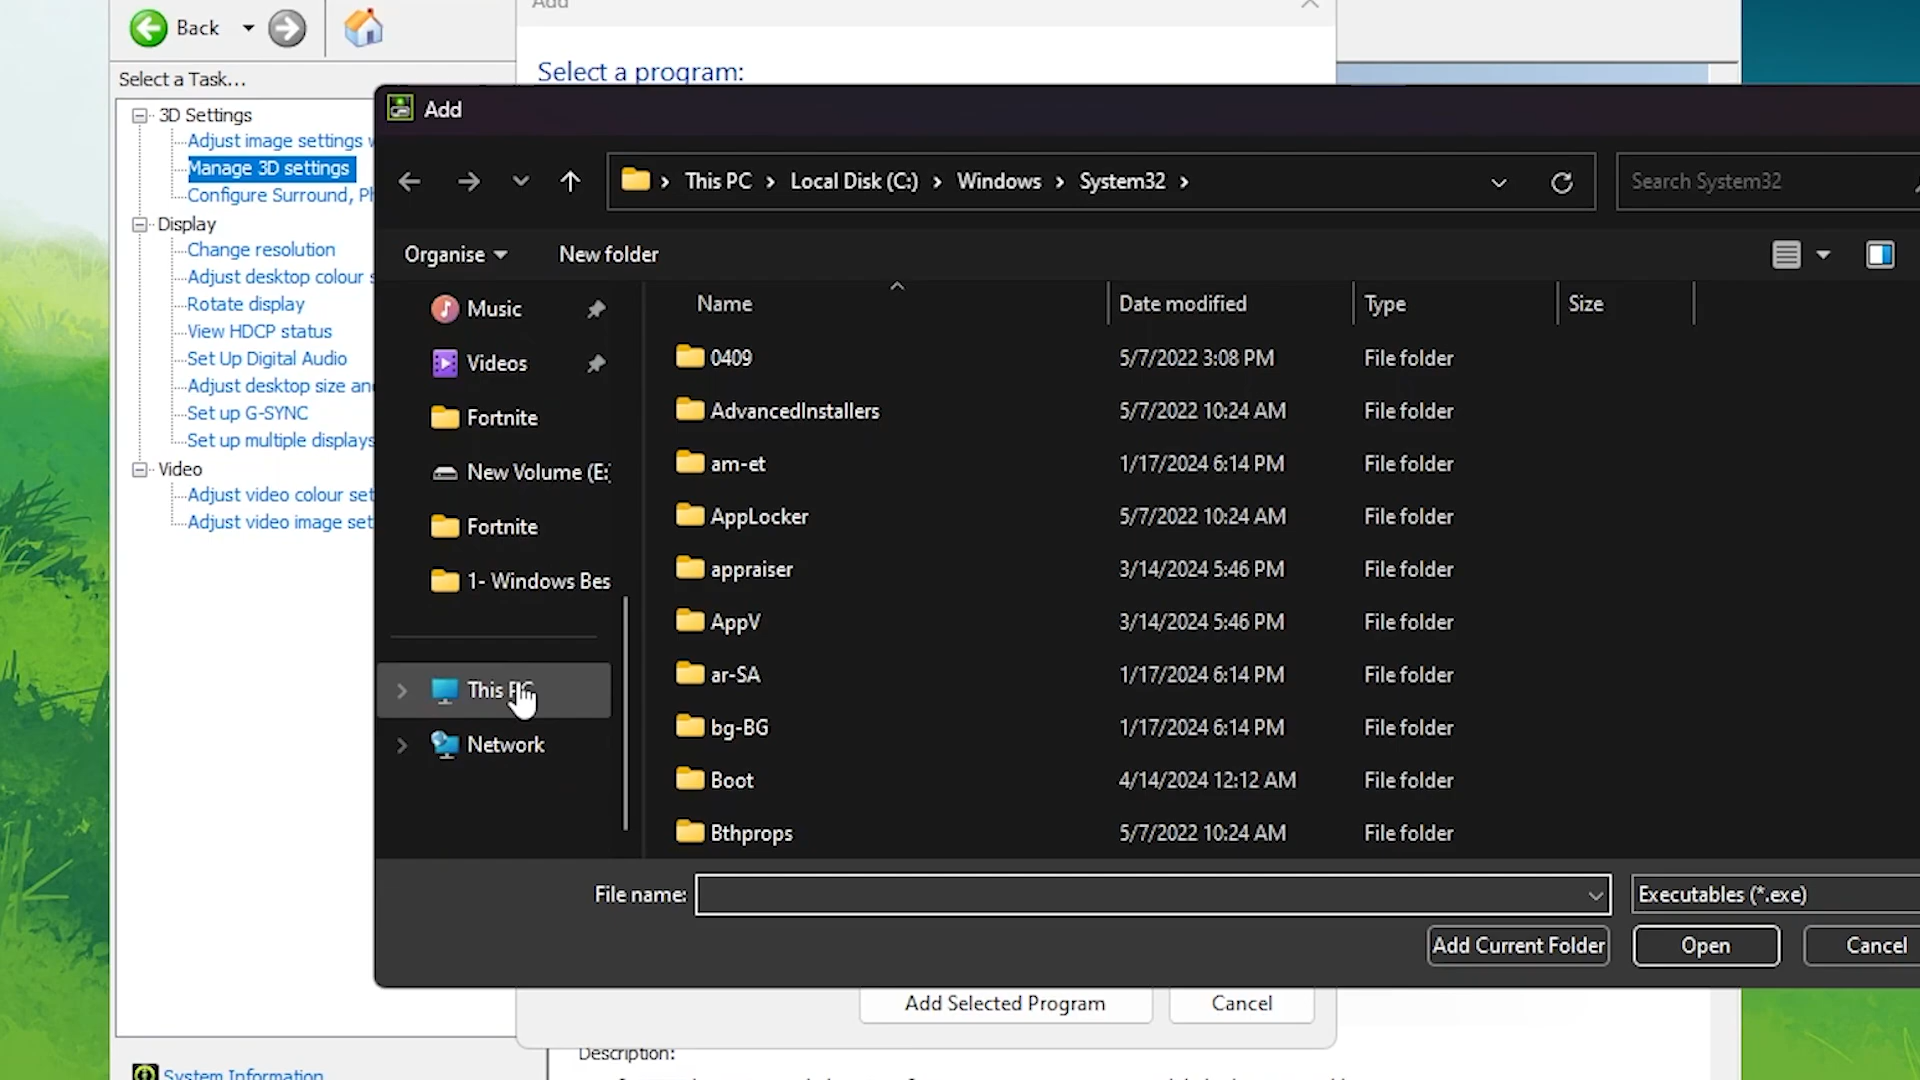 Add
Back
Select a program:
Select a Task...
3D Settings
Adjust image settings
Manage 3D settings
Configure Surround,
Display
Change resolution
Adjust desktop colour
Rotate display
View HDCP status
Set Up Digital Audio
Adjust desktop size
Set up G-SYNC
Set up multiple displays
Video
Adjust video colour
Adjust video image
System Information
Add
This PC
Local Disk (C:)
Windows
System32
Search System32
Organise
New folder
Music
Videos
Fortnite
New Volume (E:
Fortnite
1- Windows Bes
This PC
Network
Name Date modified Type Size
0409 5/7/2022 3:08 PM File folder
AdvancedInstallers 5/7/2022 10:24 AM File folder
am-et 1/17/2024 6:14 PM File folder
AppLocker 5/7/2022 10:24 AM File folder
appraiser 3/14/2024 5:46 PM File folder
AppV 3/14/2024 5:46 PM File folder
ar-SA 1/17/2024 6:14 PM File folder
bg-BG 1/17/2024 6:14 PM File folder
Boot 4/14/2024 12:12 AM File folder
Bthprops 5/7/2022 10:24 AM File folder
File name:
Executables (*.exe)
Add Current Folder
Open
Cancel
Add Selected Program
Cancel
Description: